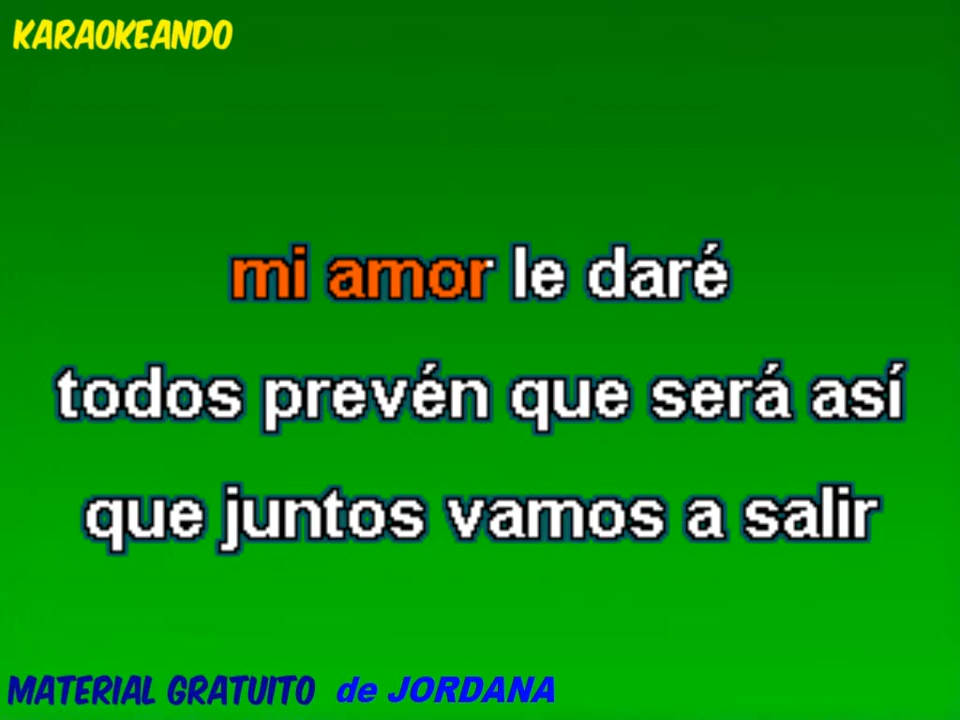 KARAOKEANDO
mi amor le daré
todos prevén que será así
que juntos vamos a salir
MATERIAL GRATUITO de JORDANA